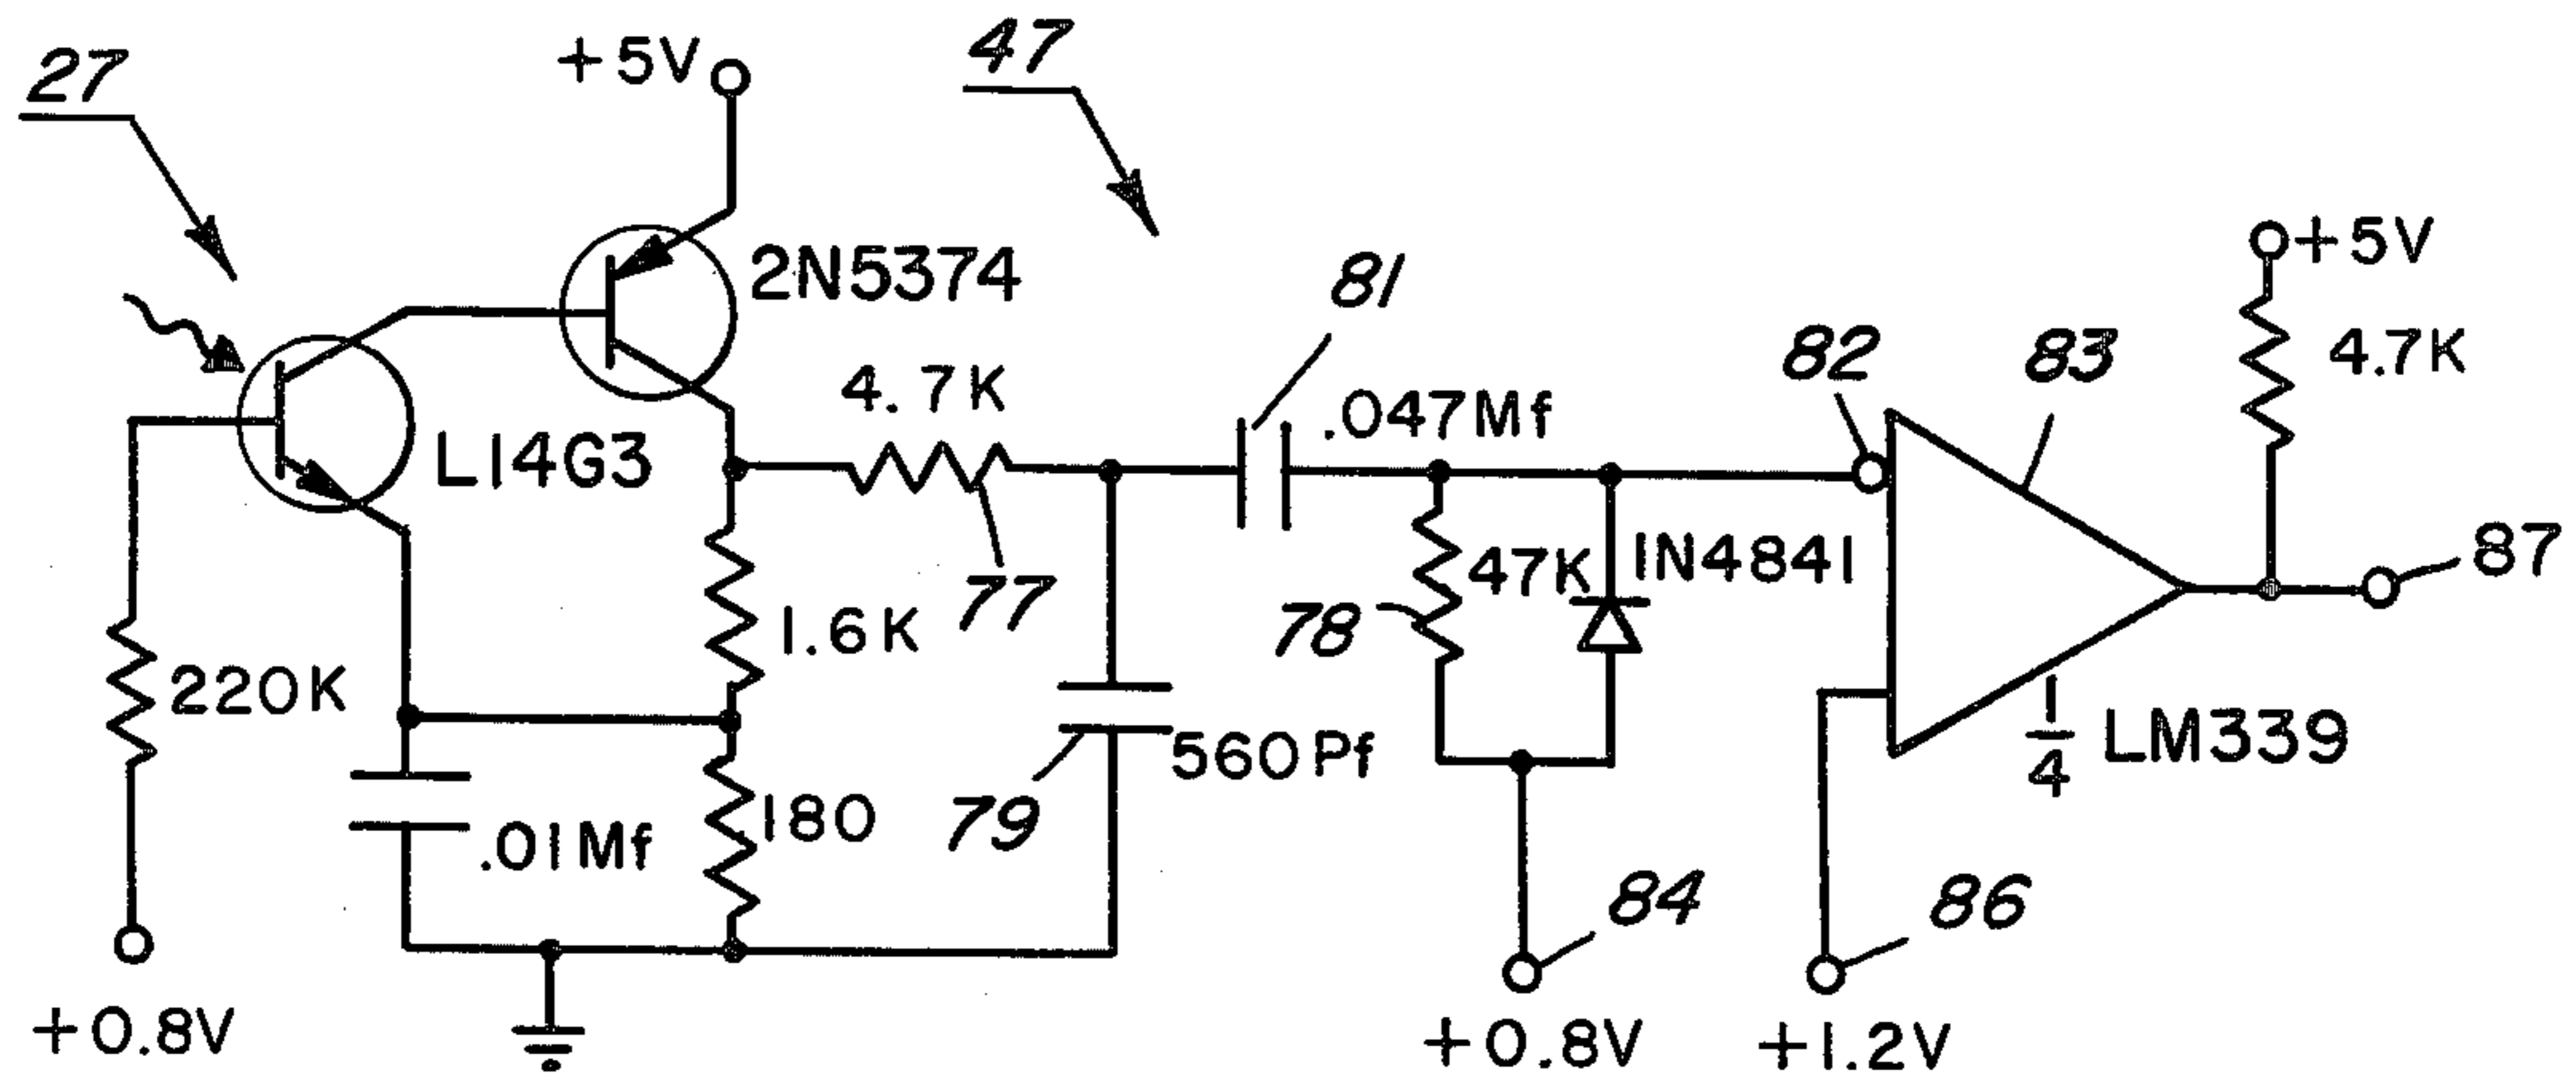 27
+5V
47
2N5374
81
+5V
82
83
4.7K
4.7K
.047Mf
L14G3
87
1N4841
47K
77
78
1.6K
220K
1/4 LM339
560Pf
180
79
.01Mf
84
86
+0.8V
+0.8V
+1.2V